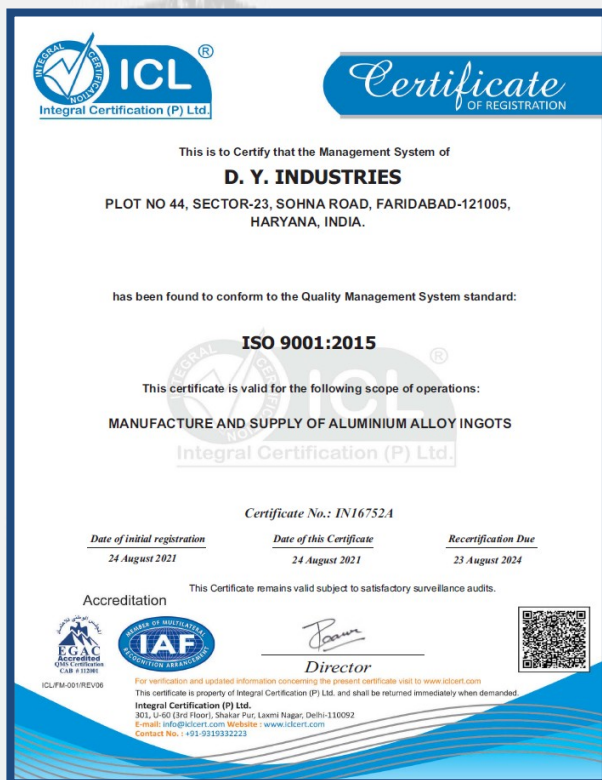 INTEGRAL CERTIFICATION
ICL ®
Integral Certification (P) Ltd.
Certificate
OF REGISTRATION
This is to Certify that the Management System of
D. Y. INDUSTRIES
PLOT NO 44, SECTOR-23, SOHNA ROAD, FARIDABAD-121005,
HARYANA, INDIA.
has been found to conform to the Quality Management System standard:
ISO 9001:2015
INTEGRAL CERTIFICATION
ICL ®
This certificate is valid for the following scope of operations:
MANUFACTURE AND SUPPLY OF ALUMINIUM ALLOY INGOTS
Integral Certification (P) Ltd.
Certificate No.: IN16752A
Date of initial registration Date of this Certificate Recertification Due
24 August 2021 24 August 2021 23 August 2024
This Certificate remains valid subject to satisfactory surveillance audits.
Accreditation
EGAC
Accredited
QMS Certification
CAB # 112001
MEMBER OF MULTILATERAL
IAF
RECOGNITION ARRANGEMENT
Director
ICL/FM-001/REV06
For verification and updated information concerning the present certificate visit to www.iclcert.com
This certificate is property of Integral Certification (P) Ltd. and shall be returned immediately when demanded.
Integral Certification (P) Ltd.
301, U-60 (3rd Floor), Shakar Pur, Laxmi Nagar, Delhi-110092
E-mail: info@iclcert.com Website : www.iclcert.com
Contact No. : +91-9319332223